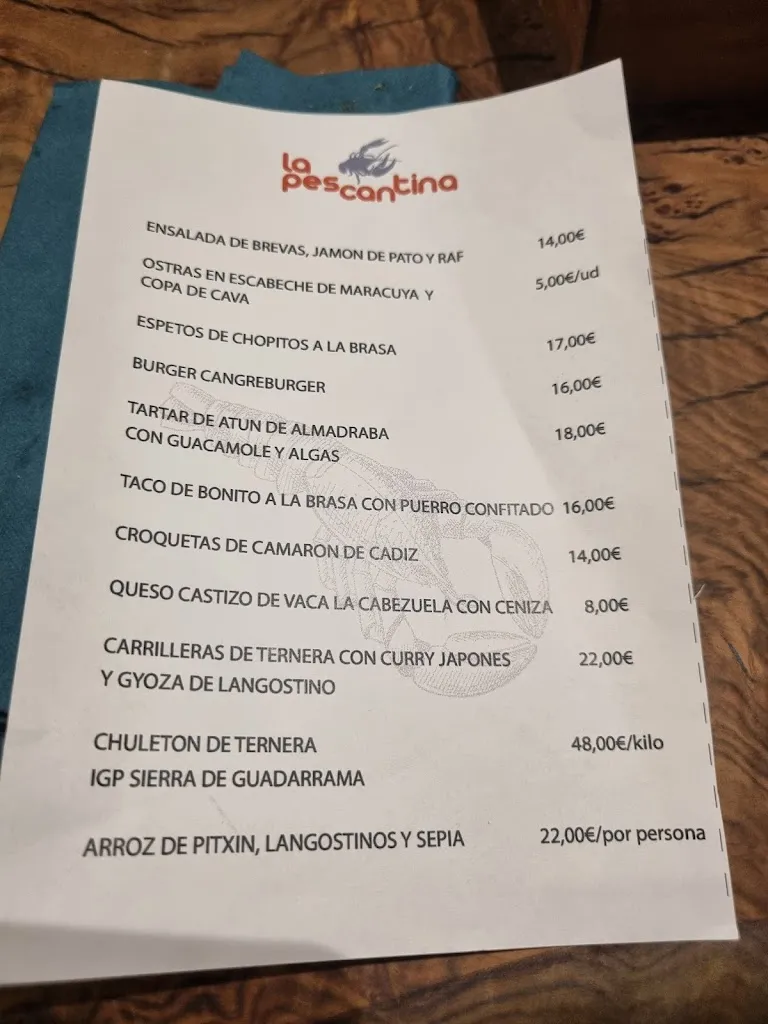 la
pescantina
ENSALADA DE BREVAS, JAMON DE PATO Y RAF 14,00€
OSTRAS EN ESCABECHE DE MARACUYA Y 5,00€/ud
COPA DE CAVA
ESPETOS DE CHOPITOS A LA BRASA 17,00€
BURGER CANGREBURGER 16,00€
TARTAR DE ATUN DE ALMADRABA 18,00€
CON GUACAMOLE Y ALGAS
TACO DE BONITO A LA BRASA CON PUERRO CONFITADO 16,00€
CROQUETAS DE CAMARON DE CADIZ 14,00€
QUESO CASTIZO DE VACA LA CABEZUELA CON CENIZA 8,00€
CARRILLERAS DE TERNERA CON CURRY JAPONES 22,00€
Y GYOZA DE LANGOSTINO
CHULETON DE TERNERA 48,00€/kilo
IGP SIERRA DE GUADARRAMA
ARROZ DE PITXIN, LANGOSTINOS Y SEPIA 22,00€/por persona